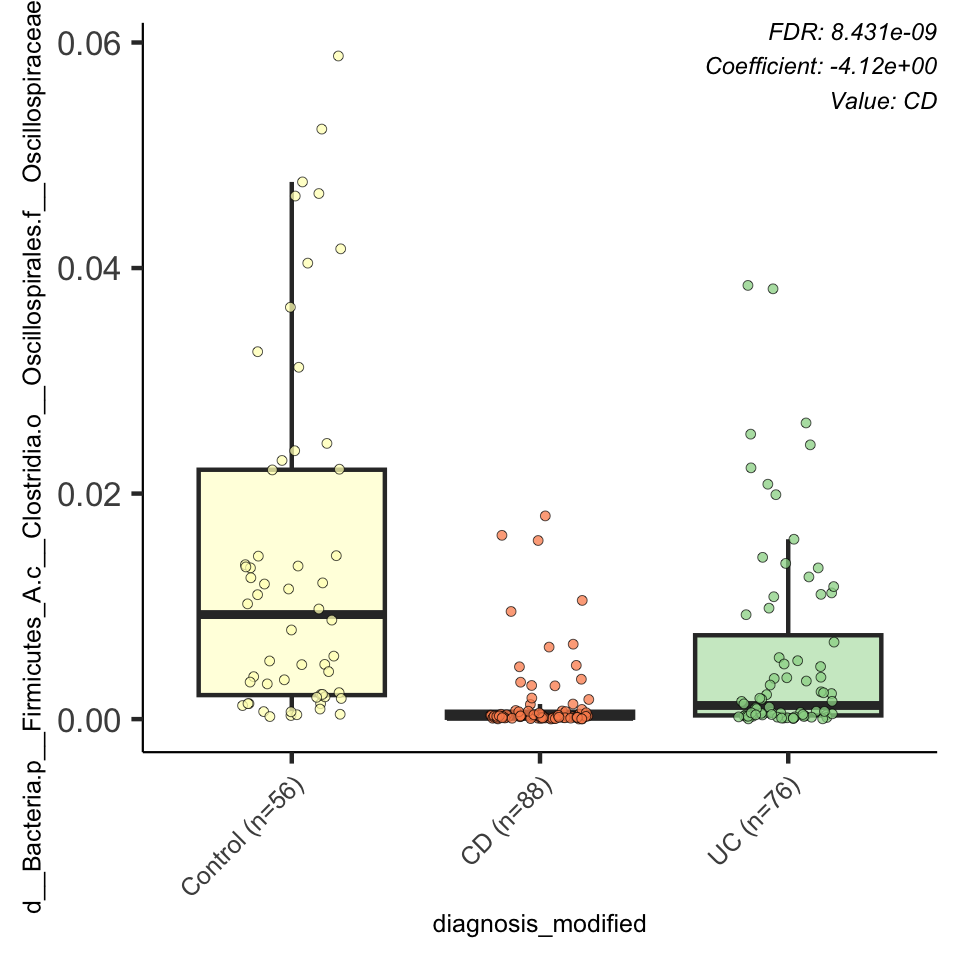 FDR: 8.431e-09
Coefficient: -4.12e+00
Value: CD
d__Bacteria.p__Firmicutes_A.c__Clostridia.o__Oscillospirales.f__Oscillospiraceae
0.06
0.04
0.02
0.00
Control (n=56)
CD (n=88)
UC (n=76)
diagnosis_modified